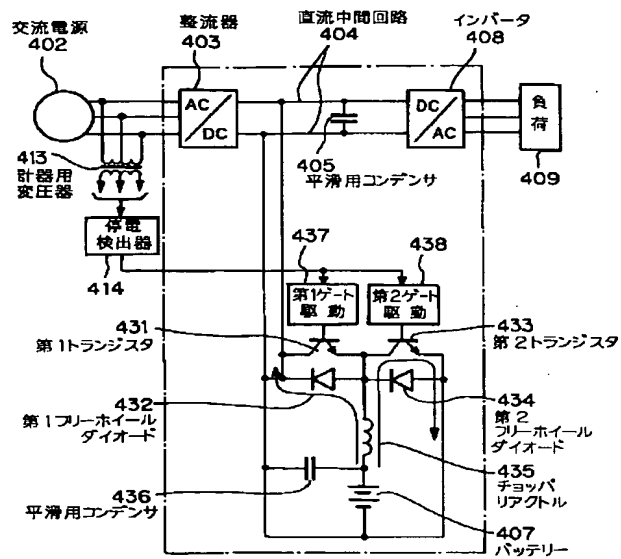 交流電源
402
整流器
403
直流中間回路
404
インバータ
408
AC
DC
DC
AC
負荷
409
405
平滑用コンデンサ
413
計器用
変圧器
停電
検出器
414
437
438
第1ゲート
駆動
第2ゲート
駆動
431
第1トランジスタ
433
第2トランジスタ
432
第1フリーホイール
ダイオード
434
第2
フリーホイール
ダイオード
435
チョッパ
リアクトル
436
平滑用コンデンサ
407
バッテリー